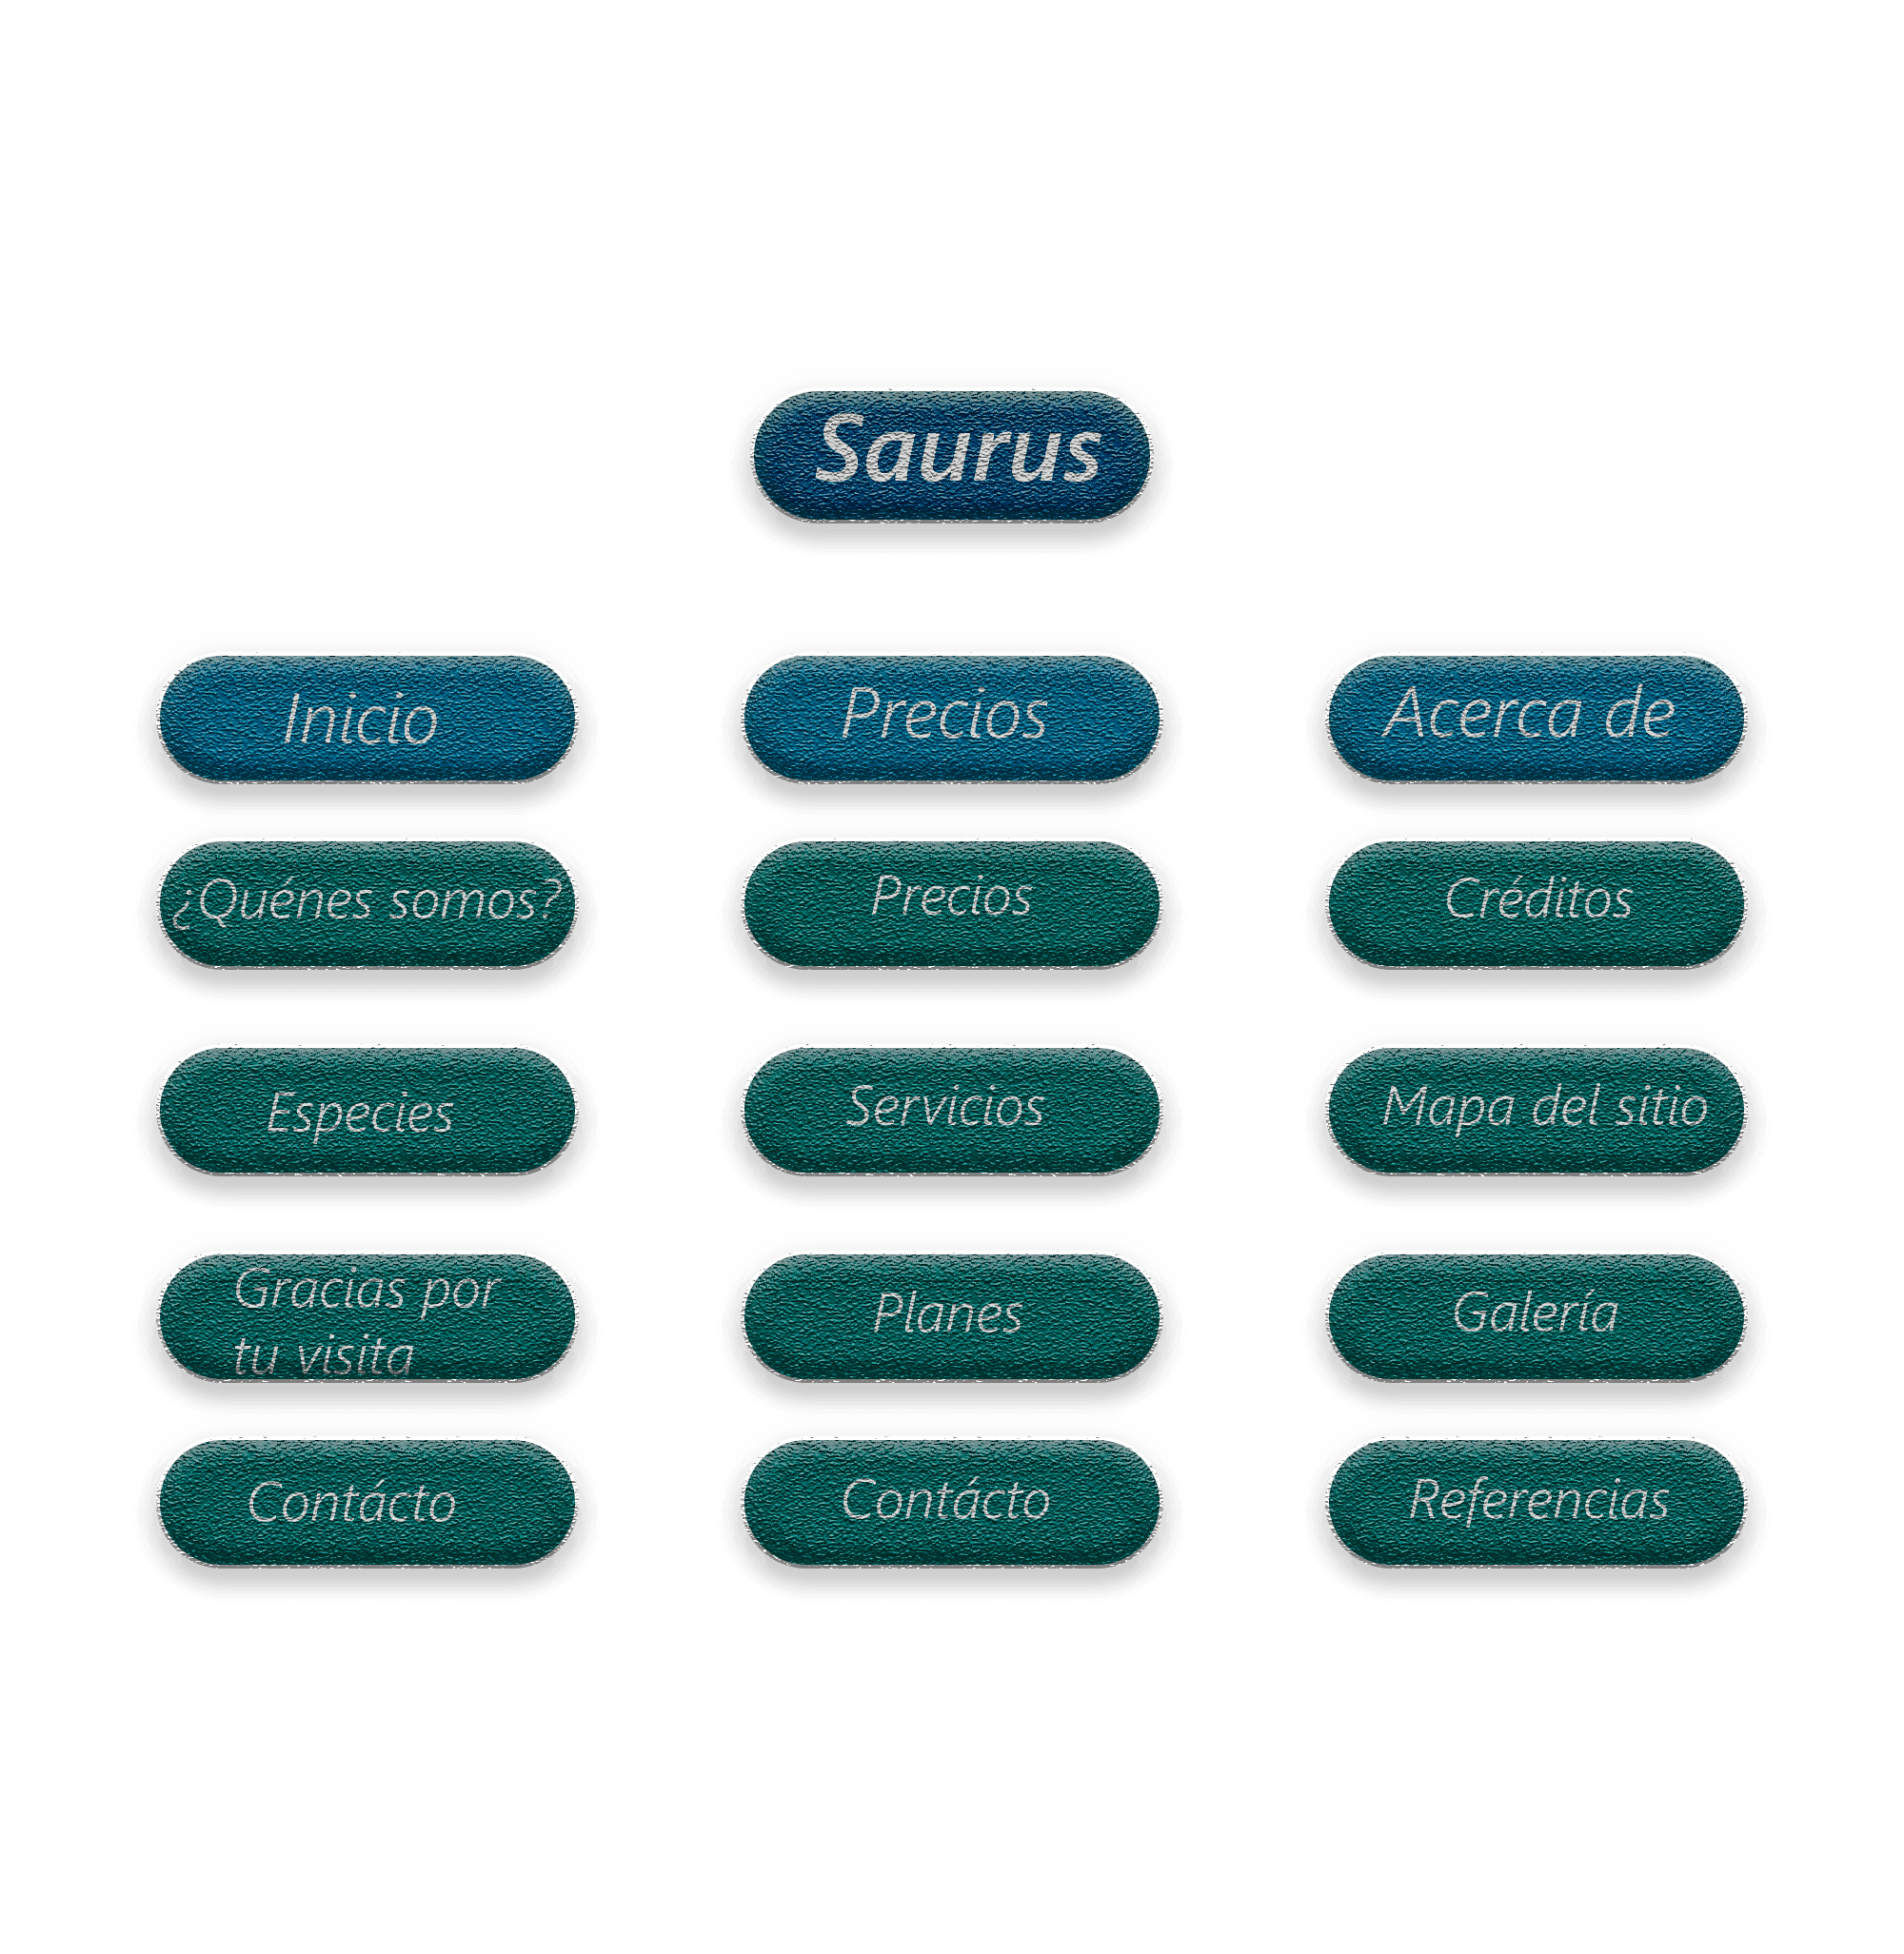 Saurus
Inicio
Precios
Acerca de
¿Quénes somos?
Precios
Créditos
Especies
Servicios
Mapa del sitio
Gracias por
tu visita
Planes
Galería
Contácto
Contácto
Referencias